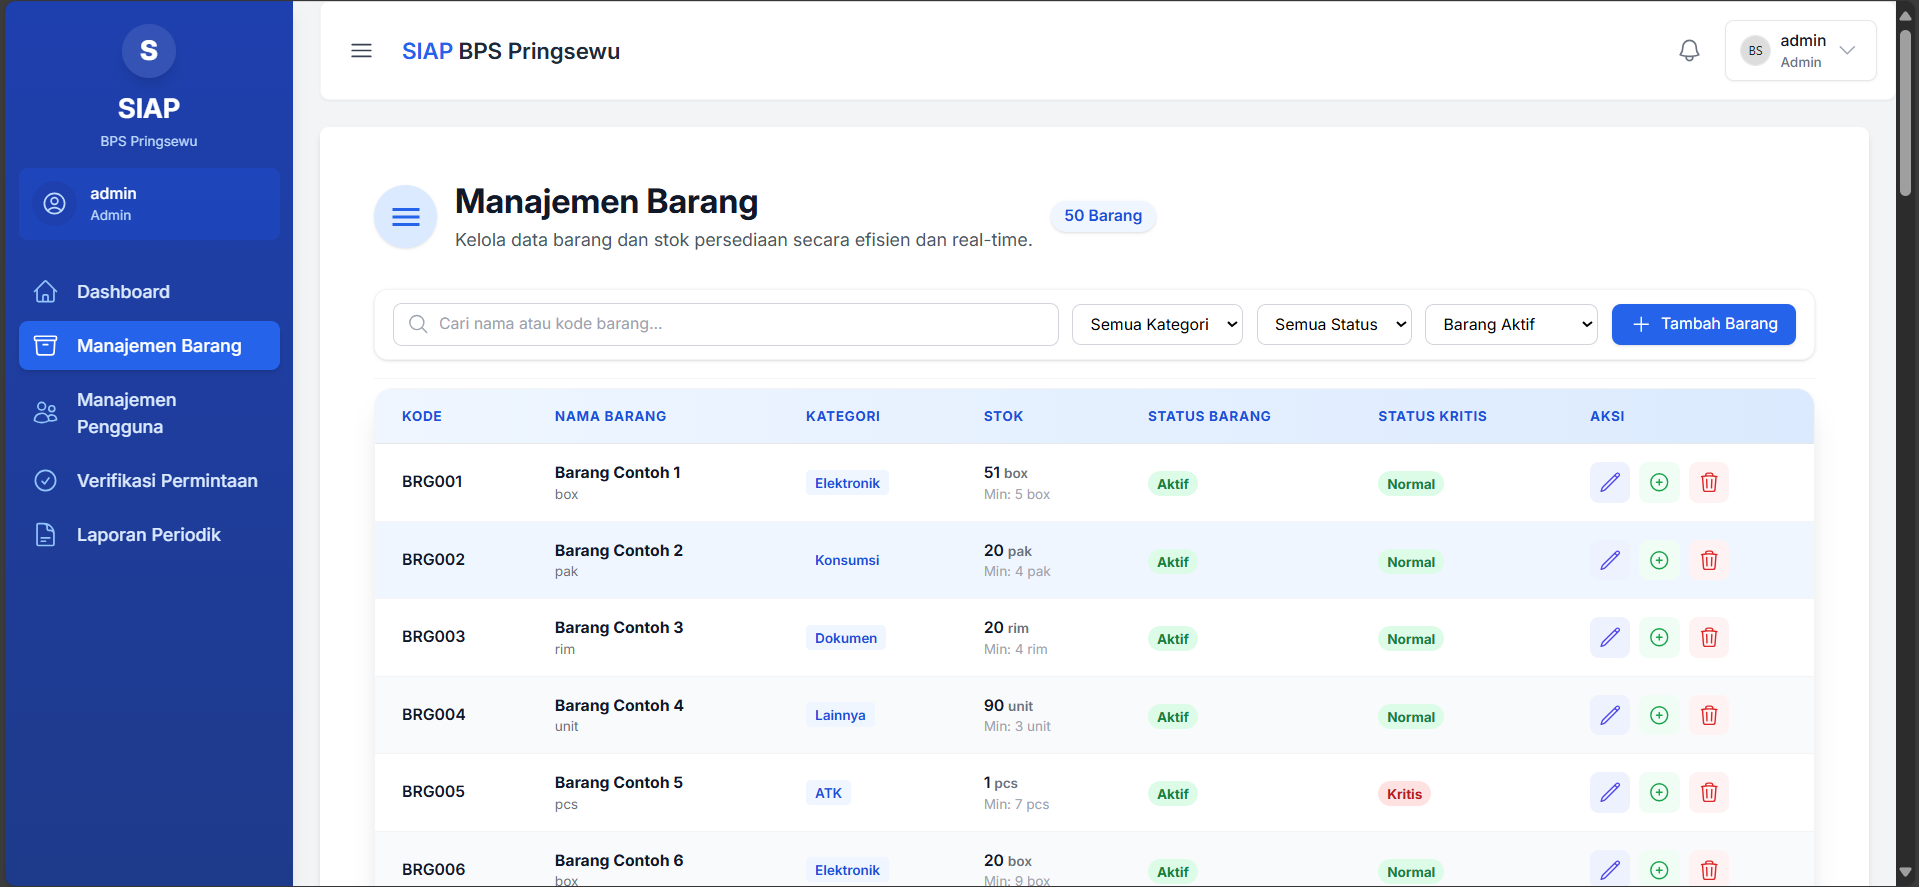 S
SIAP
BPS Pringsewu
admin
Admin
Dashboard
Manajemen Barang
Manajemen
Pengguna
Verifikasi Permintaan
Laporan Periodik
SIAP BPS Pringsewu
BS
admin
Admin
Manajemen Barang
Kelola data barang dan stok persediaan secara efisien dan real-time.
50 Barang
Cari nama atau kode barang...
Semua Kategori
Semua Status
Barang Aktif
Tambah Barang
KODE NAMA BARANG KATEGORI STOK STATUS BARANG STATUS KRITIS AKSI
BRG001 Barang Contoh 1 Elektronik 51 box Aktif Normal
box Min: 5 box
BRG002 Barang Contoh 2 Konsumsi 20 pak Aktif Normal
pak Min: 4 pak
BRG003 Barang Contoh 3 Dokumen 20 rim Aktif Normal
rim Min: 4 rim
BRG004 Barang Contoh 4 Lainnya 90 unit Aktif Normal
unit Min: 3 unit
BRG005 Barang Contoh 5 ATK 1 pcs Aktif Kritis
pcs Min: 7 pcs
BRG006 Barang Contoh 6 Elektronik 20 box Aktif Normal
box Min: 9 box